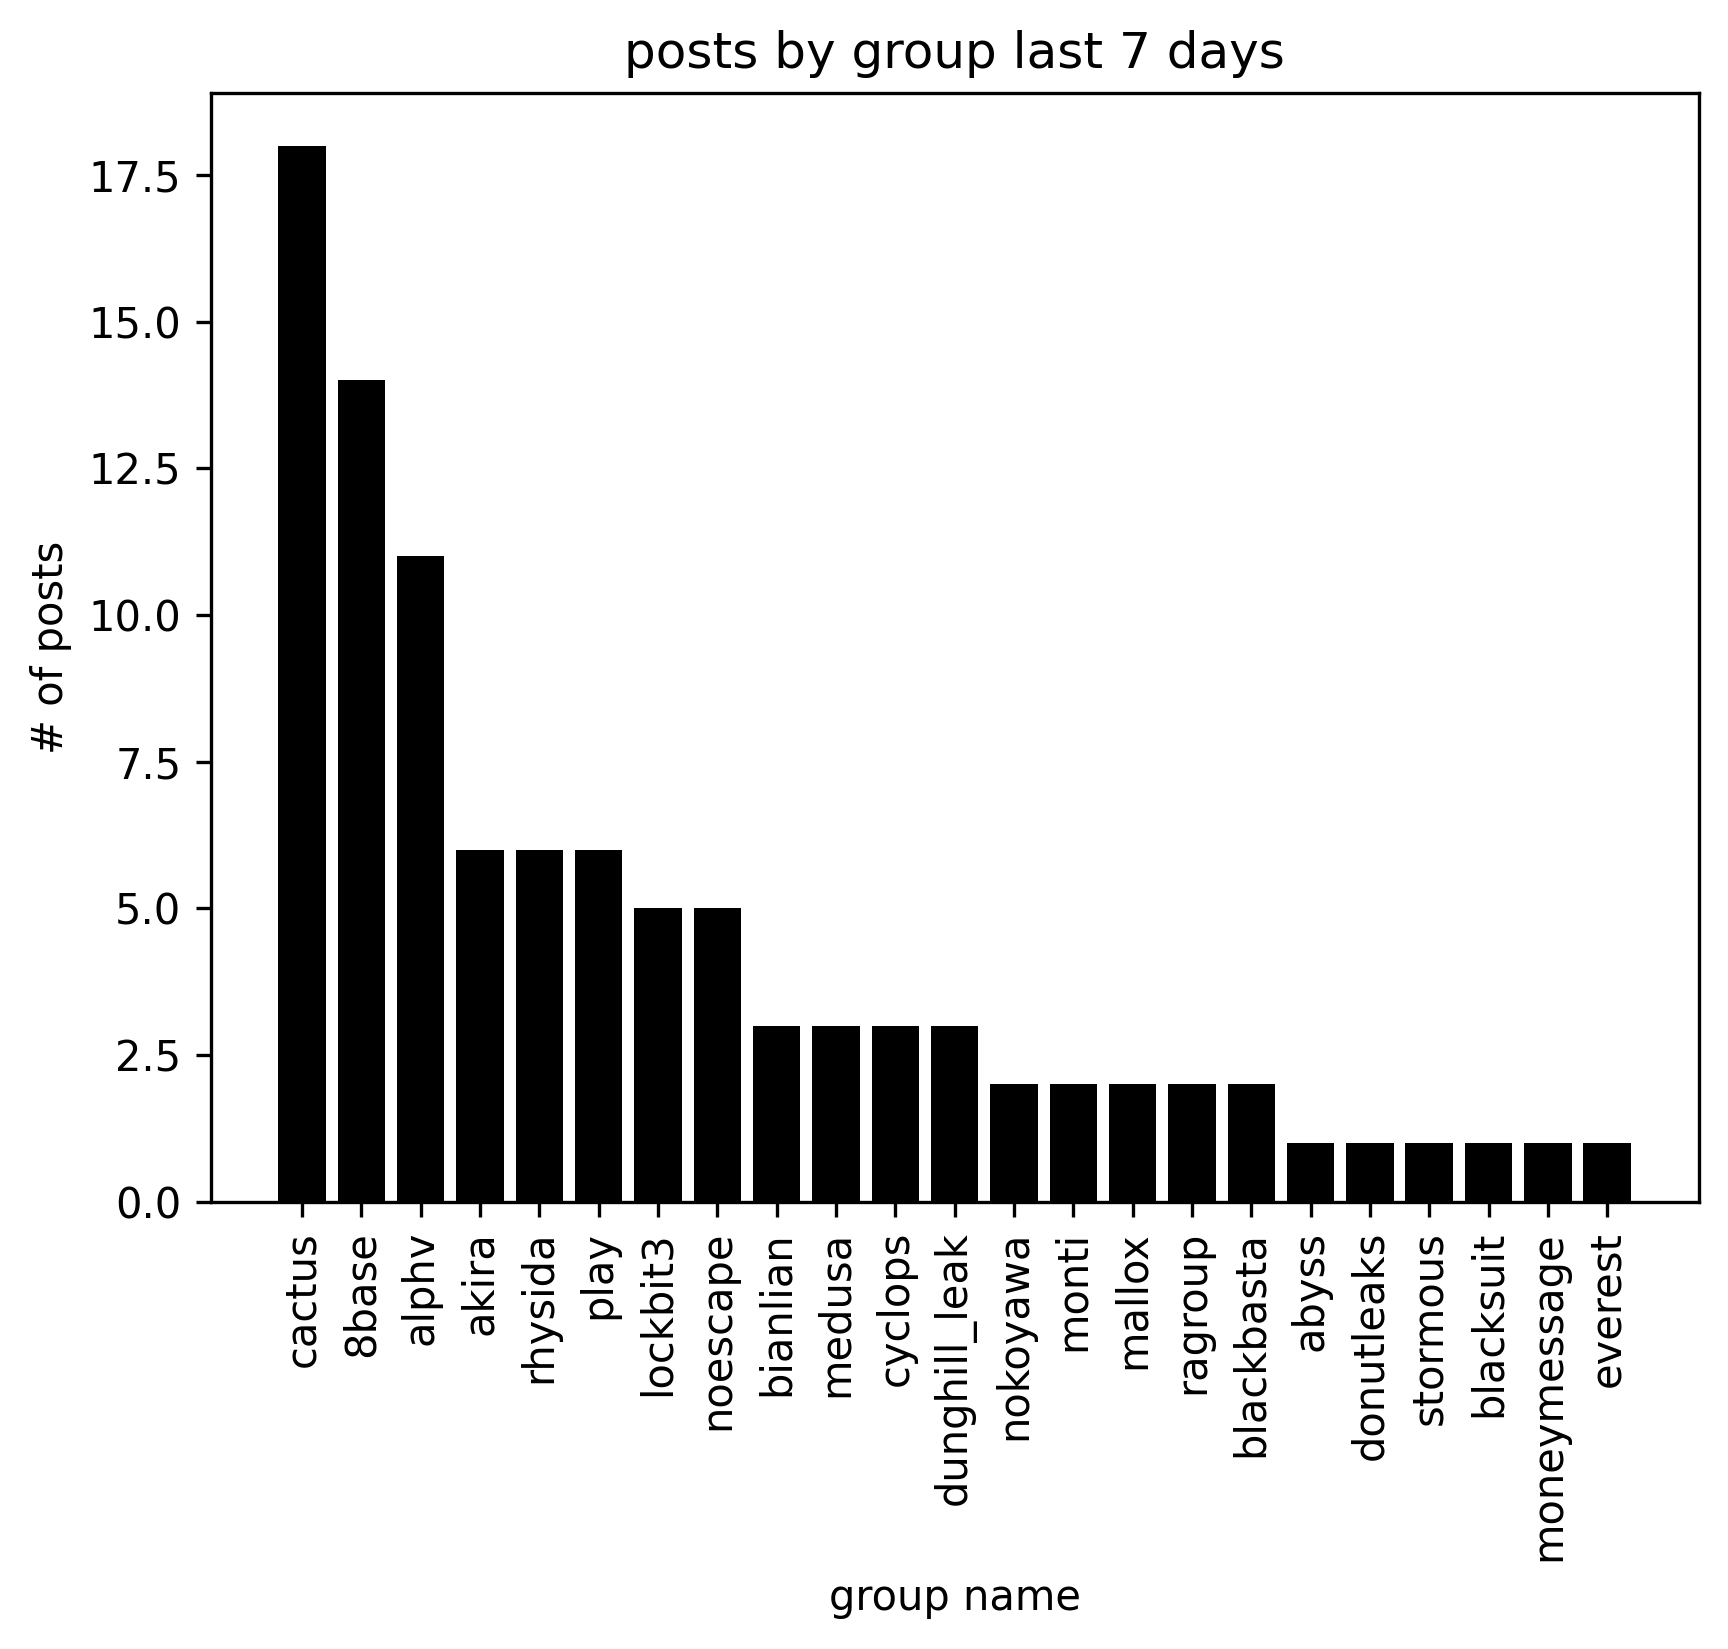 posts by group last 7 days
# of posts
17.5
15.0
12.5
10.0
7.5
5.0
2.5
0.0
cactus
8base
alphv
akira
rhysida
play
lockbit3
noescape
bianlian
medusa
cyclops
dunghill_leak
nokoyawa
monti
mallox
ragroup
blackbasta
abyss
donutleaks
stormous
blacksuit
moneymessage
everest
group name